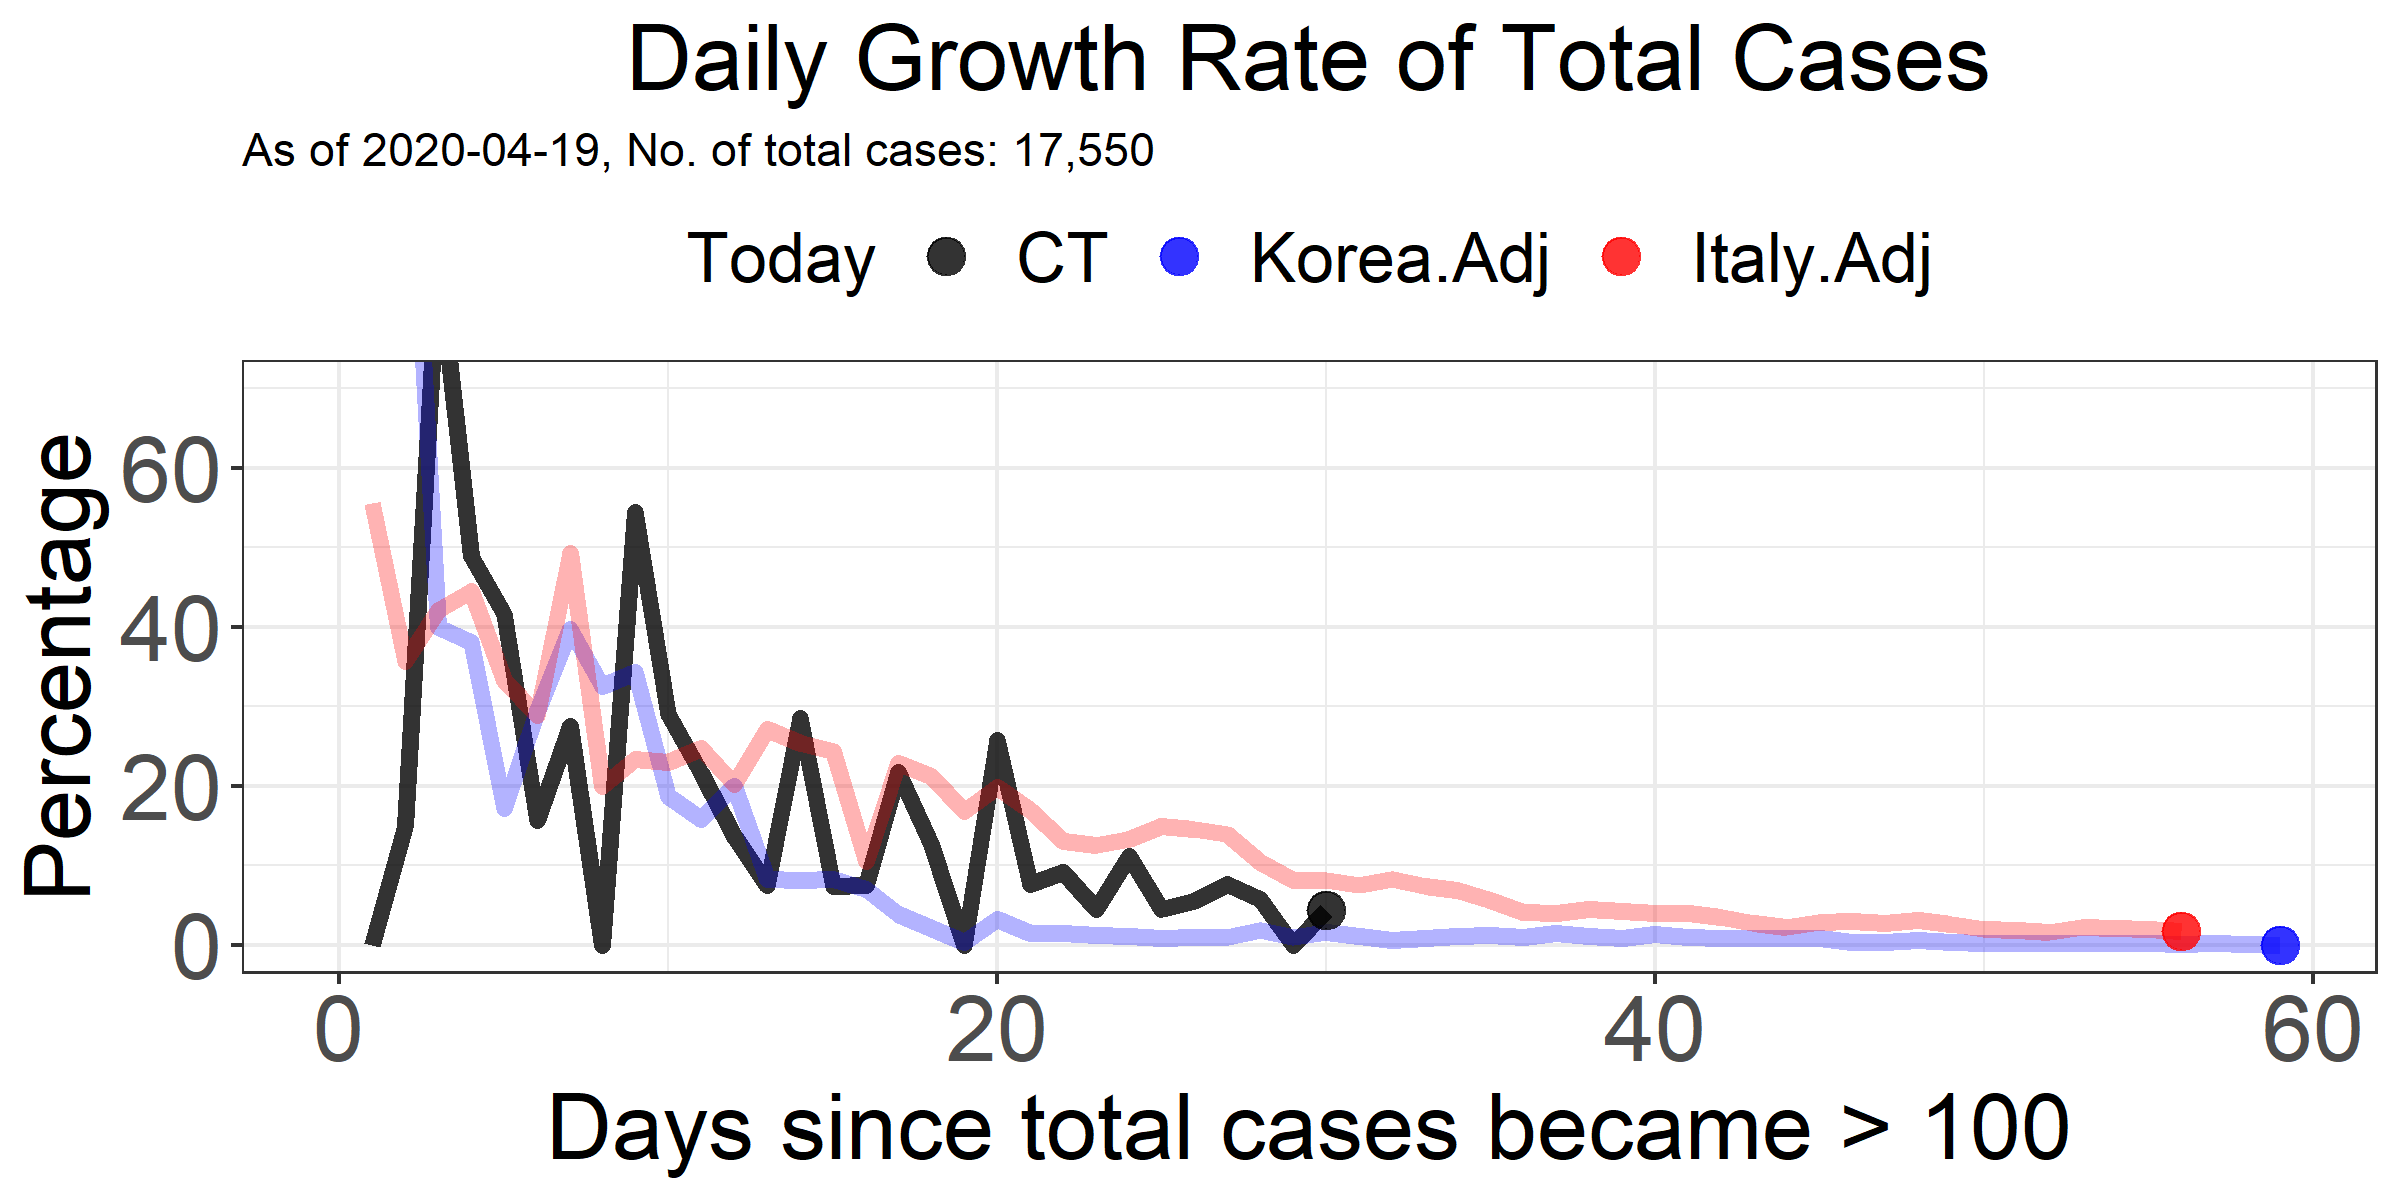 Daily Growth Rate of Total Cases
As of 2020-04-19, No. of total cases: 17,550
Today CT Korea.Adj Italy.Adj
Percentage
60
40
20
0
0 20 40 60
Days since total cases became > 100